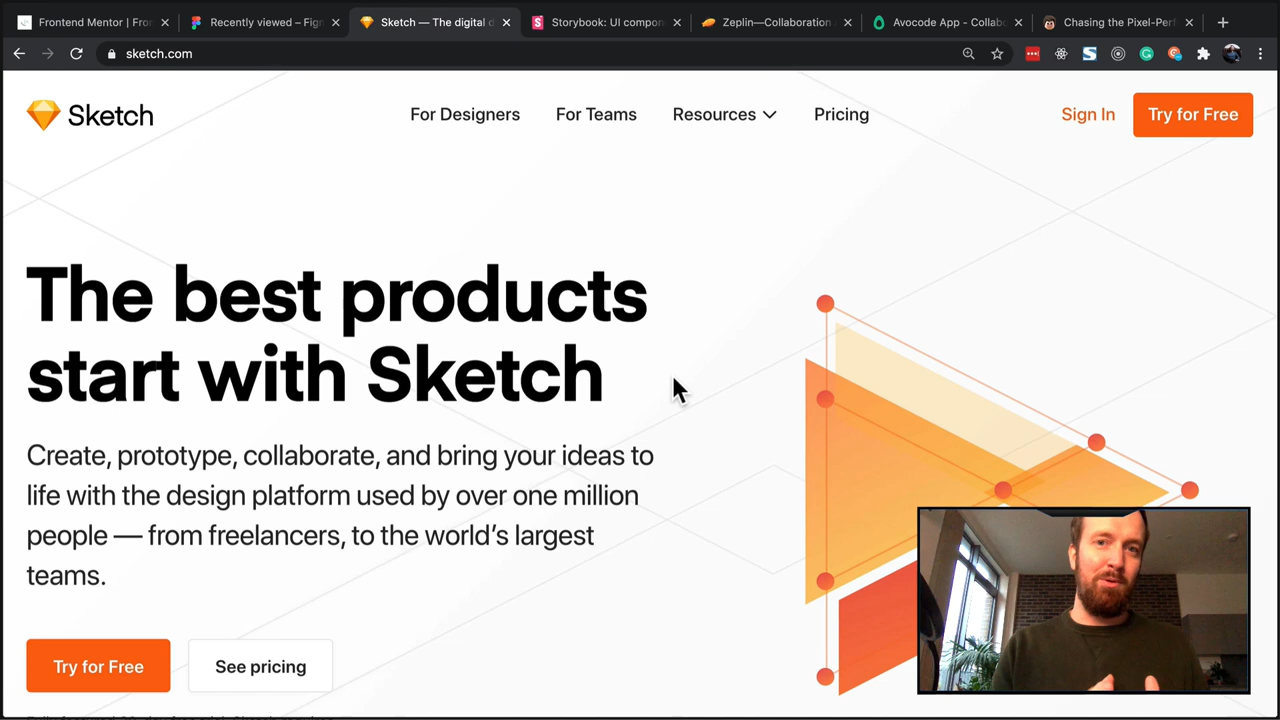 Frontend Mentor | Fron
Recently viewed – Fign
Sketch — The digital d
Storybook: UI compon
Zeplin—Collaboration
Avocode App - Collab
Chasing the Pixel-Perf
sketch.com
Sketch
For Designers
For Teams
Resources
Pricing
Sign In
Try for Free
The best products
start with Sketch
Create, prototype, collaborate, and bring your ideas to
life with the design platform used by over one million
people — from freelancers, to the world’s largest
teams.
Try for Free
See pricing